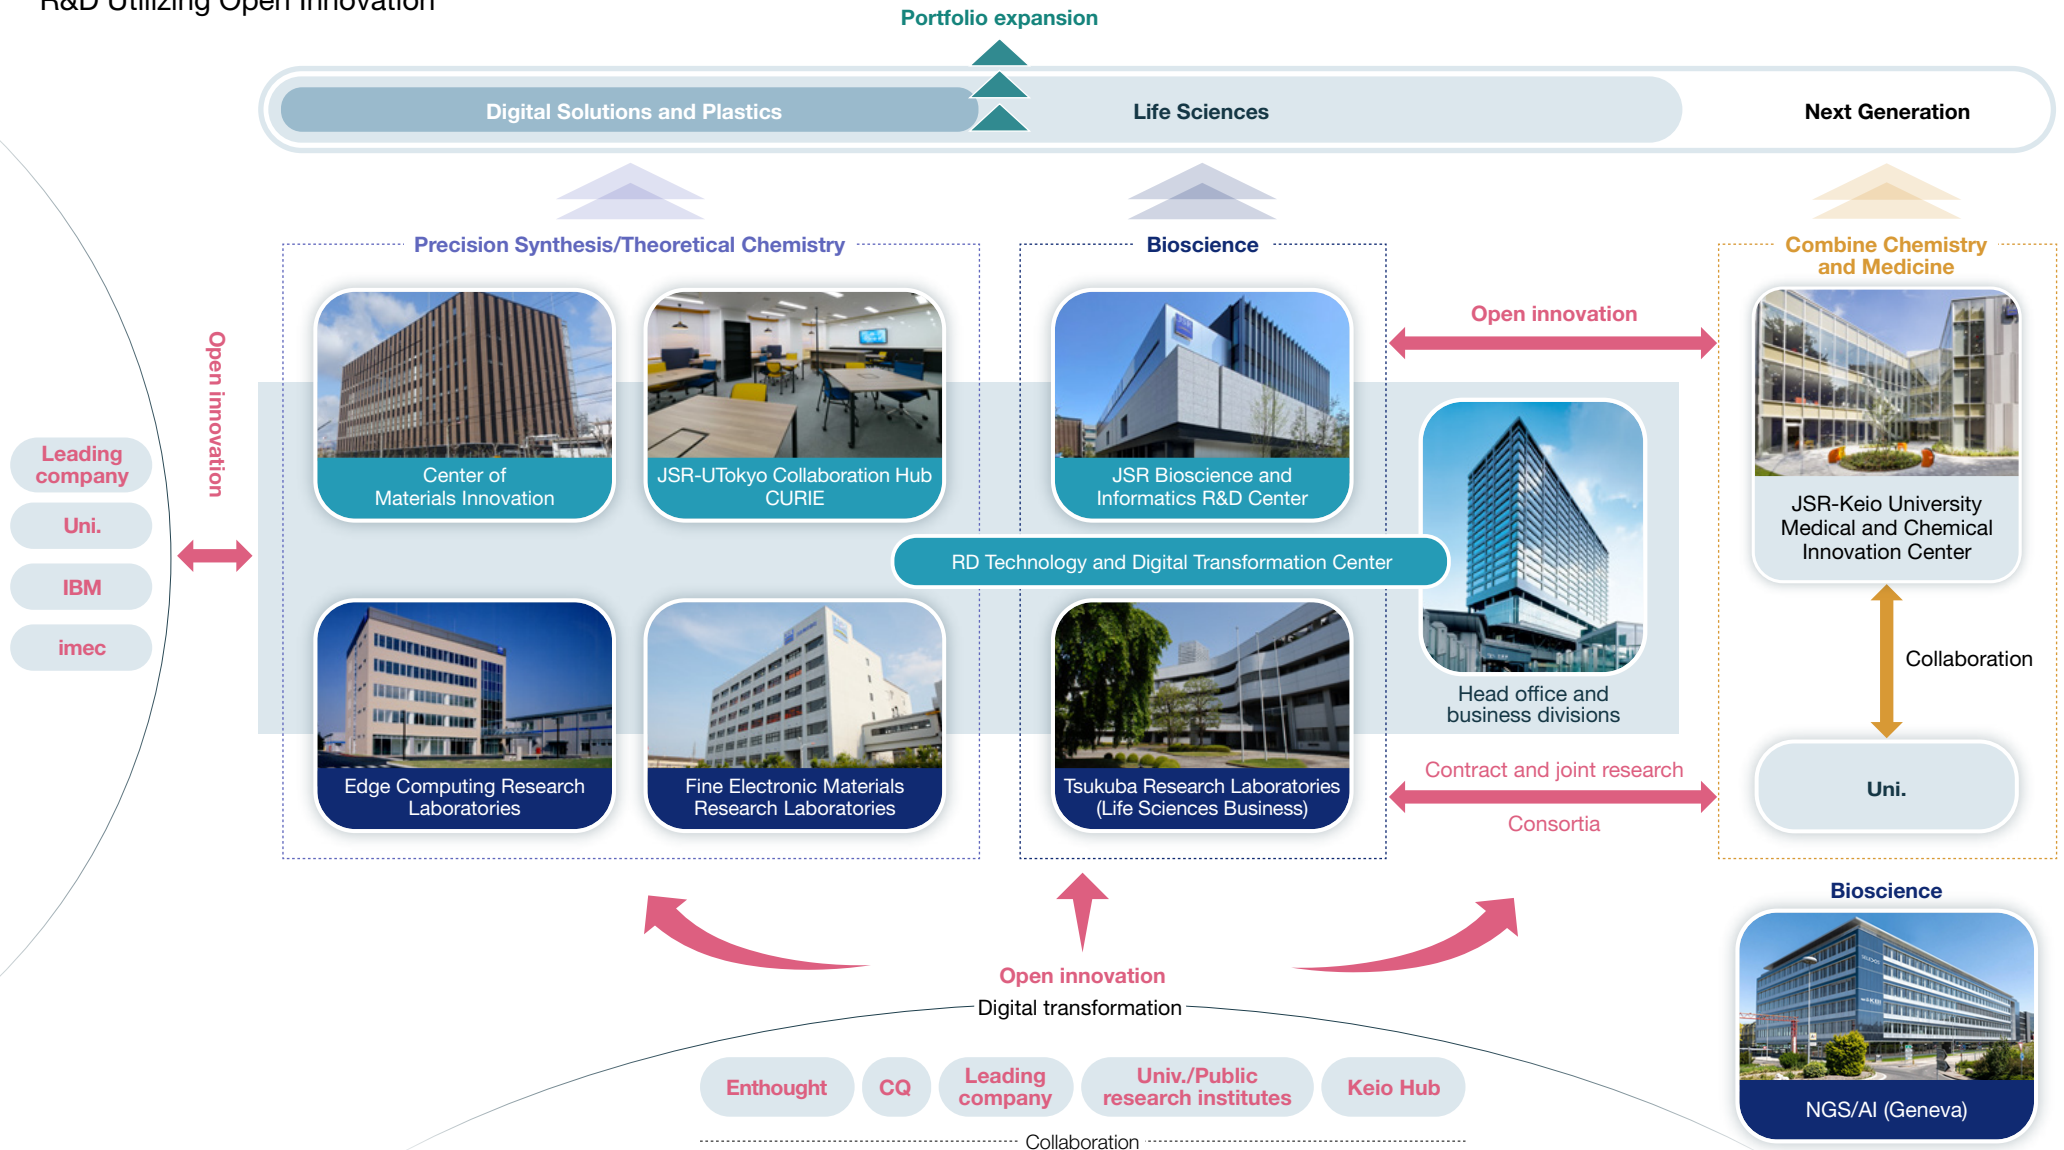 R&D Utilizing Open Innovation
Portfolio expansion
Digital Solutions and Plastics
Life Sciences
Next Generation
Precision Synthesis/Theoretical Chemistry
Bioscience
Combine Chemistry
and Medicine
Open innovation
Center of
Materials Innovation
JSR-UTokyo Collaboration Hub
CURIE
JSR Bioscience and
Informatics R&D Center
Open innovation
JSR-Keio University
Medical and Chemical
Innovation Center
Leading
company
Uni.
IBM
imec
RD Technology and Digital Transformation Center
Edge Computing Research
Laboratories
Fine Electronic Materials
Research Laboratories
Tsukuba Research Laboratories
(Life Sciences Business)
Head office and
business divisions
Collaboration
Contract and joint research
Consortia
Uni.
Bioscience
NGS/AI (Geneva)
Open innovation
Digital transformation
Enthought
CQ
Leading
company
Univ./Public
research institutes
Keio Hub
Collaboration